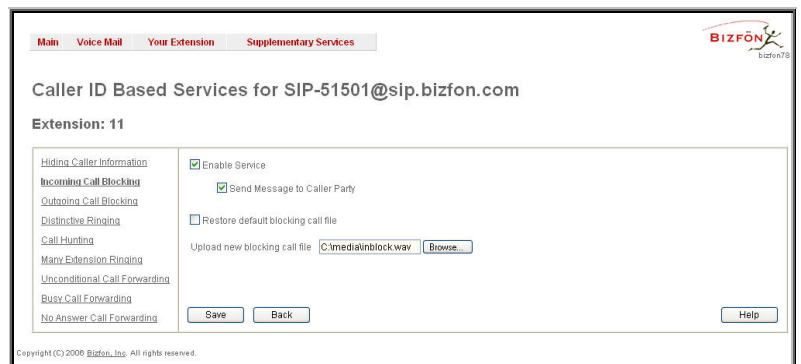 Main Voice Mail Your Extension Supplementary Services
BIZFÖN
bizfon78
Caller ID Based Services for SIP-51501@sip.bizfon.com
Extension: 11
Hiding Caller Information
Incoming Call Blocking
Outgoing Call Blocking
Distinctive Ringing
Call Hunting
Many Extension Ringing
Unconditional Call Forwarding
Busy Call Forwarding
No Answer Call Forwarding
Enable Service
Send Message to Caller Party
Restore default blocking call file
Upload new blocking call file C:\media\inblock.wav Browse...
Save Back Help
Copyright (C) 2006 Bizfon, Inc. All rights reserved.